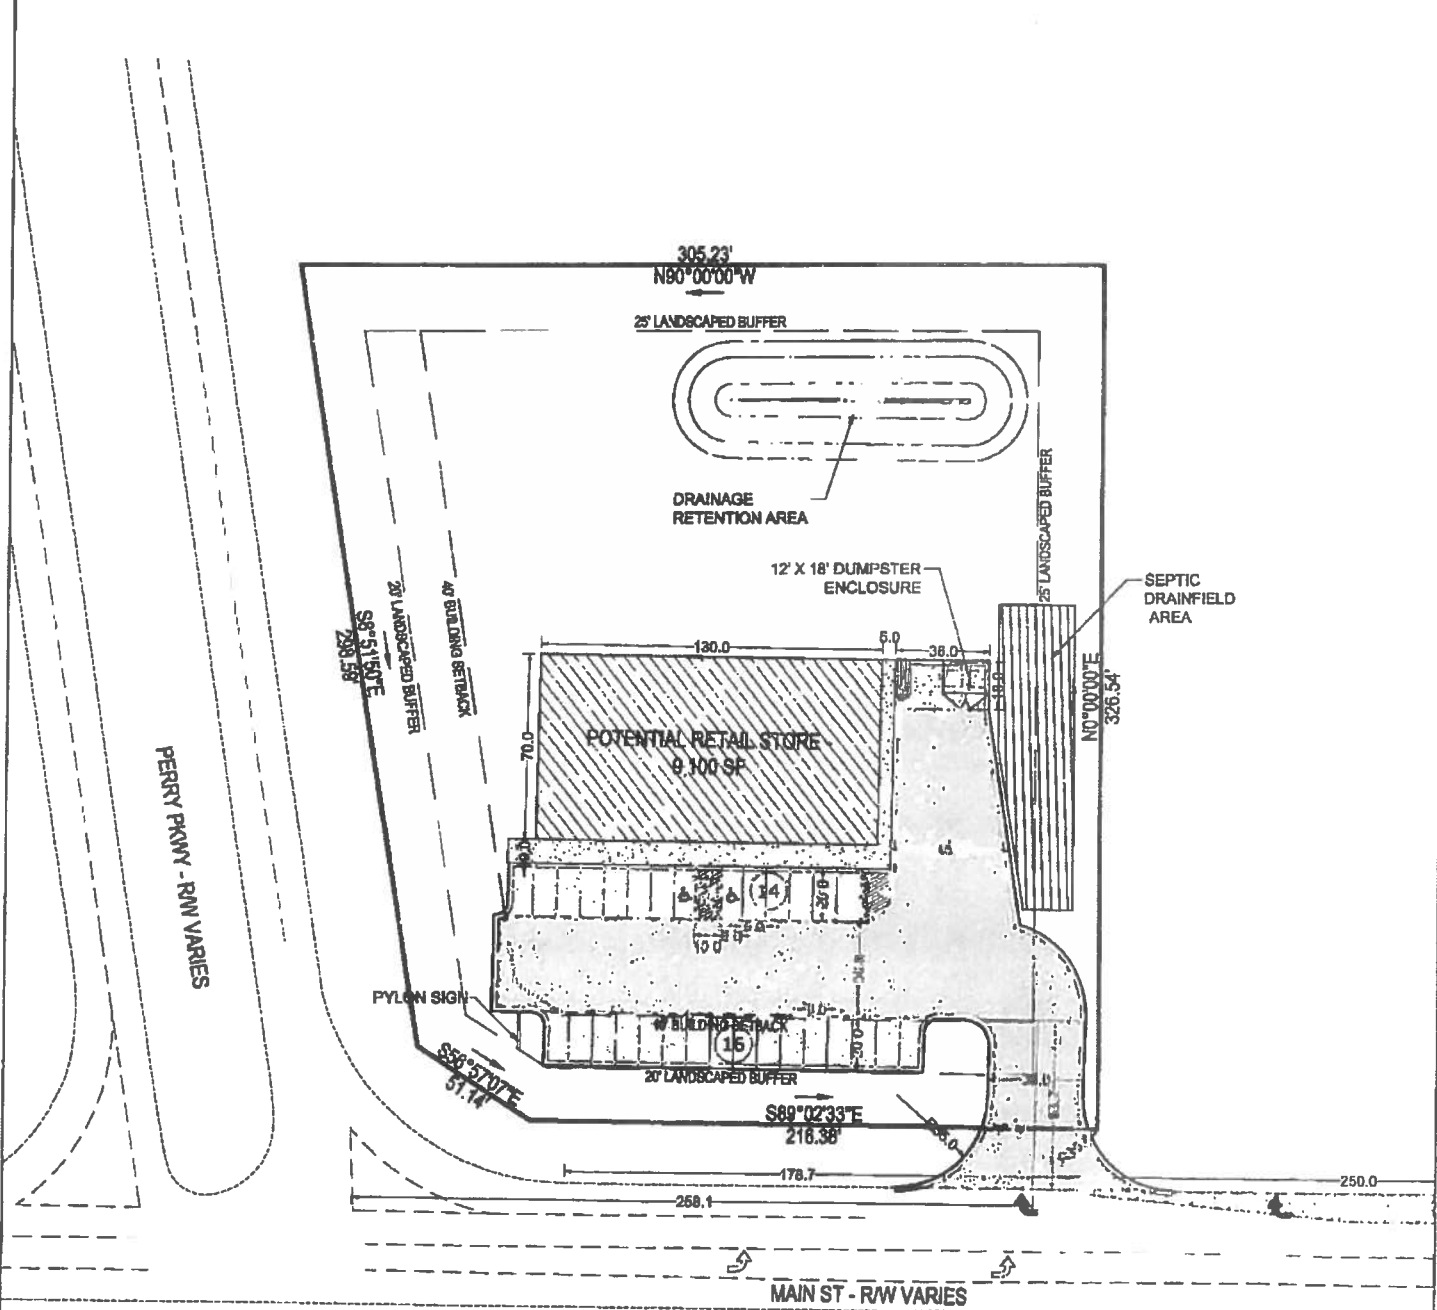 305.23'
N90°00'00"W
25' LANDSCAPED BUFFER
DRAINAGE
RETENTION AREA
25' LANDSCAPED BUFFER
12' X 18' DUMPSTER
ENCLOSURE
SEPTIC
DRAINFIELD
AREA
S8°51'50"E
298.59'
20' LANDSCAPED BUFFER
40' BUILDING SETBACK
130.0
5.0
36.0
18.0
N0°00'00"E
326.54'
70.0
POTENTIAL RETAIL STORE -
9,100 SF
PERRY PKWY - R/W VARIES
14
20.0
10.0
PYLON SIGN
40' BUILDING SETBACK
16
20.0
20' LANDSCAPED BUFFER
S56°57'07"E
51.14'
S89°02'33"E
216.38'
178.7
258.1
250.0
MAIN ST - R/W VARIES